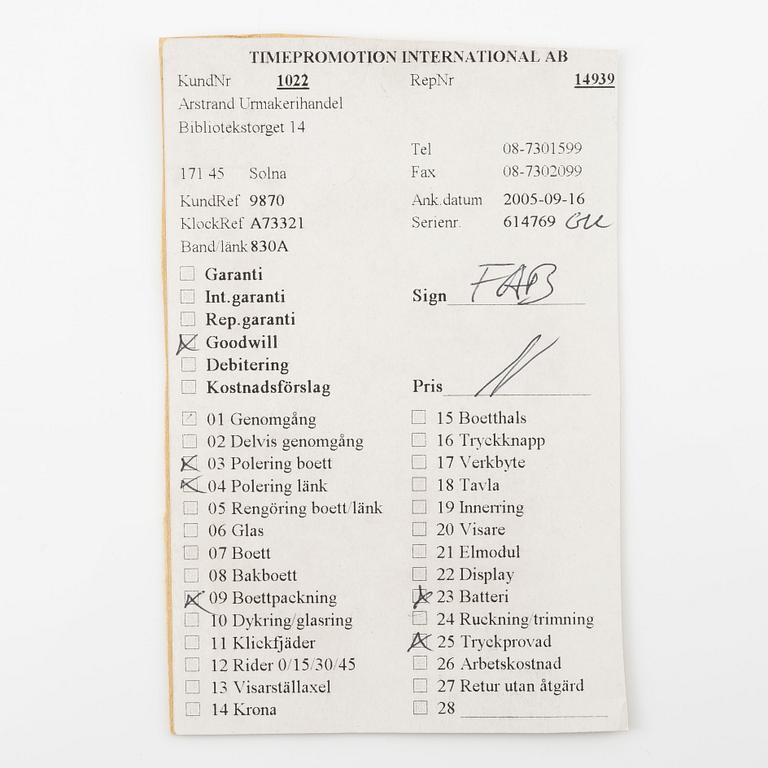 TIMEPROMOTION INTERNATIONAL AB
KundNr 1022 RepNr 14939
Arstrand Urmakerihandel
Bibliotekstorget 14
Tel 08-7301599
171 45 Solna Fax 08-7302099
KundRef 9870 Ank.datum 2005-09-16
KlockRef A73321 Serienr. 614769
Band/länk 830A
Garanti
Int.garanti Sign FAB
Rep.garanti
Goodwill
Debitering
Kostnadsförslag Pris
01 Genomgång 15 Boetthals
02 Delvis genomgång 16 Tryckknapp
03 Polering boett 17 Verkbyte
04 Polering länk 18 Tavla
05 Rengöring boett/länk 19 Innerring
06 Glas 20 Visare
07 Boett 21 Elmodul
08 Bakboett 22 Display
09 Boettpackning 23 Batteri
10 Dykring/glasring 24 Ruckning/trimning
11 Klickfjäder 25 Tryckprovad
12 Rider 0/15/30/45 26 Arbetskostnad
13 Visarställaxel 27 Retur utan åtgärd
14 Krona 28